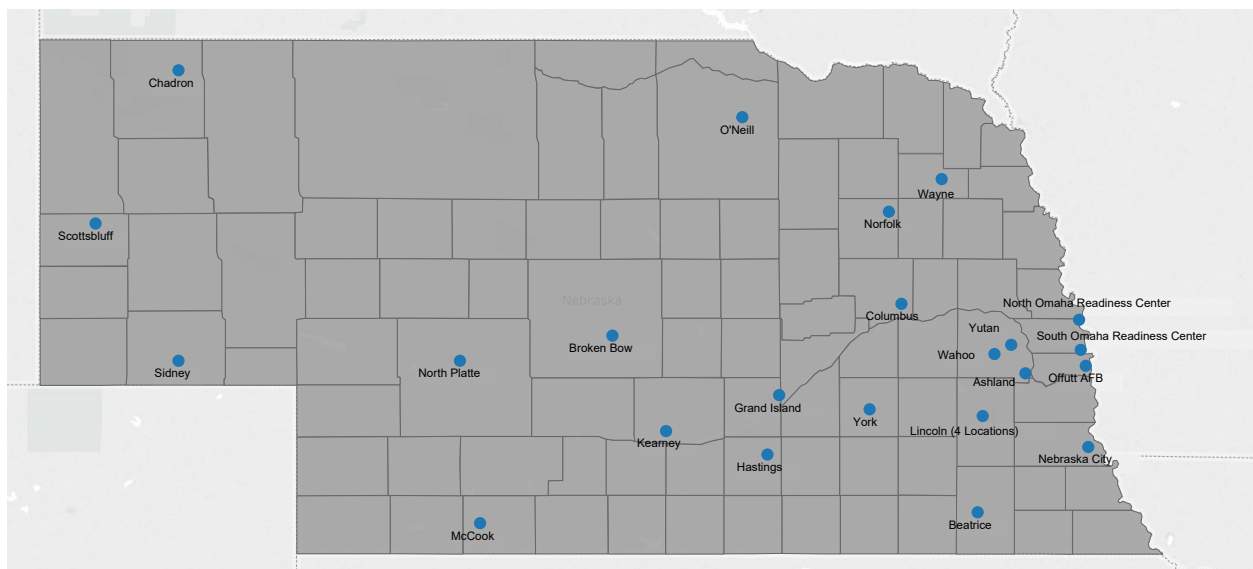 Chadron
O'Neill
Wayne
Norfolk
Scottsbluff
Nebraska
North Omaha Readiness Center
Columbus
Yutan
South Omaha Readiness Center
Broken Bow
Wahoo
Sidney
North Platte
Ashland
Offutt AFB
Grand Island
York
Lincoln (4 Locations)
Kearney
Nebraska City
Hastings
Beatrice
McCook